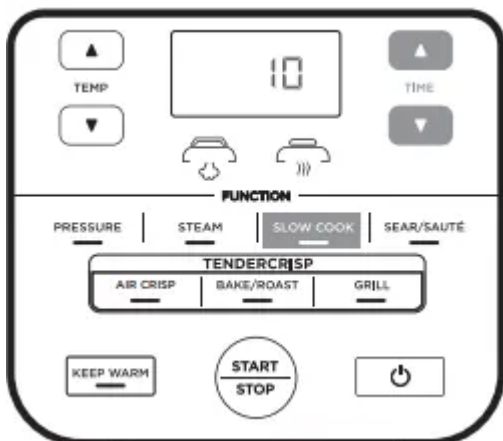 10
TEMP
TIME
FUNCTION
PRESSURE STEAM SLOW COOK SEAR/SAUTÉ
TENDERCRISP
AIR CRISP BAKE/ROAST GRILL
KEEP WARM
START
STOP